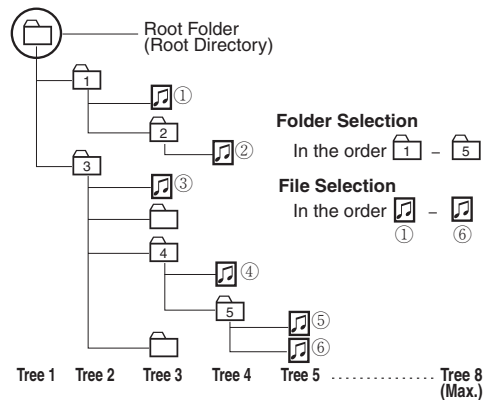 Root Folder
(Root Directory)
1
①
2
②
Folder Selection
In the order 1 – 5
3
③
File Selection
In the order –
① ⑥
4
④
5
⑤
⑥
Tree 1 Tree 2 Tree 3 Tree 4 Tree 5 ................ Tree 8
(Max.)